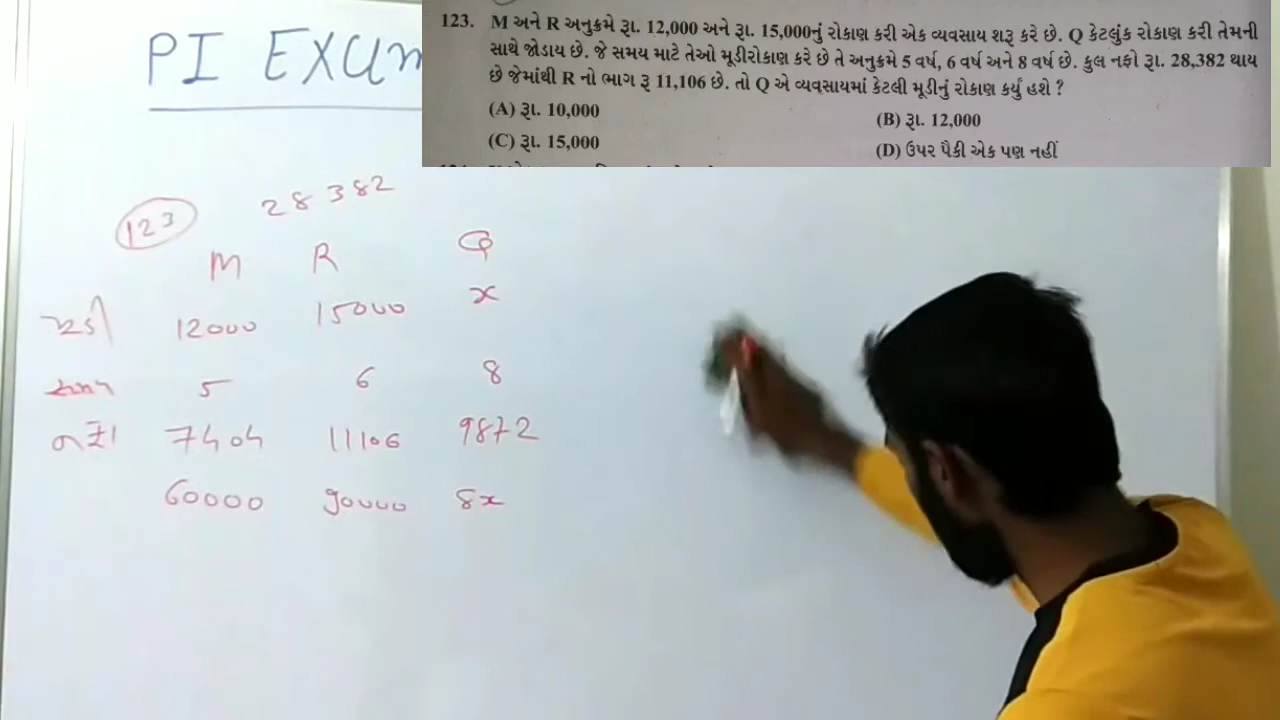 PI EXAM
123. M અને R અનુક્રમે રૂા. 12,000 અને રૂા. 15,000નું રોકાણ કરી એક વ્યવસાય શરૂ કરે છે. Q કેટલુંક રોકાણ કરી તેમની
સાથે જોડાય છે. જે સમય માટે તેઓ મૂડીરોકાણ કરે છે તે અનુક્રમે 5 વર્ષ, 6 વર્ષ અને 8 વર્ષ છે. કુલ નફો રૂા. 28,382 થાય
છે જેમાંથી R નો ભાગ રૂ 11,106 છે. તો Q એ વ્યવસાયમાં કેટલી મૂડીનું રોકાણ કર્યું હશે ?
(A) રૂા. 10,000
(B) રૂા. 12,000
(C) રૂા. 15,000
(D) ઉપર પૈકી એક પણ નહીં
123 28382
M R Q
મૂડી 12000 15000 x
સમય 5 6 8
નફો 7404 11106 9872
60000 90000 8x